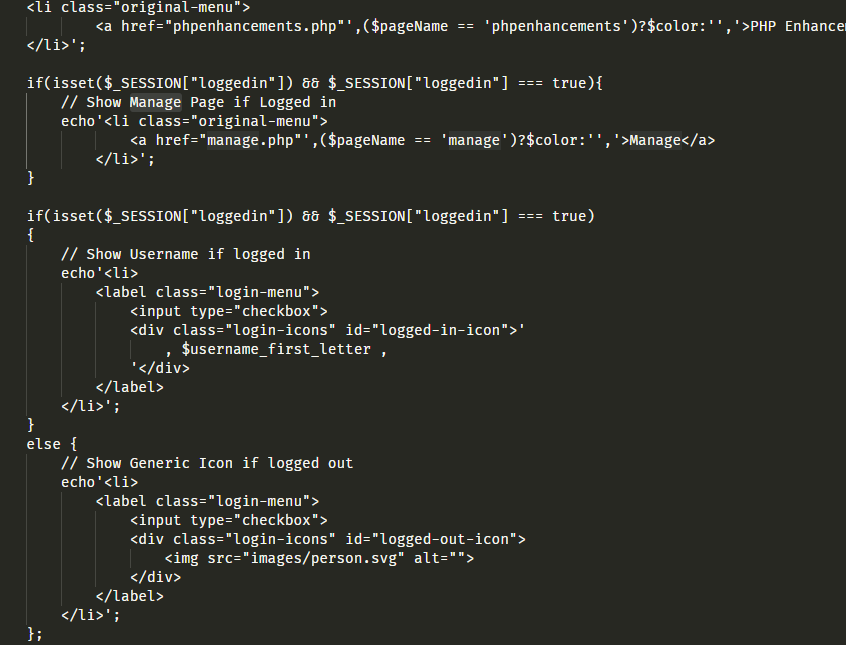 <li class="original-menu">
<a href="phpenhancements.php"',($pageName == 'phpenhancements')?$color:'','>PHP
</li>';
if(isset($_SESSION["loggedin"]) && $_SESSION["loggedin"] === true){
// Show Manage Page if Logged in
echo'<li class="original-menu">
<a href="manage.php"',($pageName == 'manage')?$color:'','>Manage</a>
</li>';
}
if(isset($_SESSION["loggedin"]) && $_SESSION["loggedin"] === true)
{
// Show Username if logged in
echo'<li>
<label class="login-menu">
<input type="checkbox">
<div class="login-icons" id="logged-in-icon">'
, $username_first_letter ,
'</div>
</label>
</li>';
}
else {
// Show Generic Icon if logged out
echo'<li>
<label class="login-menu">
<input type="checkbox">
<div class="login-icons" id="logged-out-icon">
<img src="images/person.svg" alt="">
</div>
</label>
</li>';
};